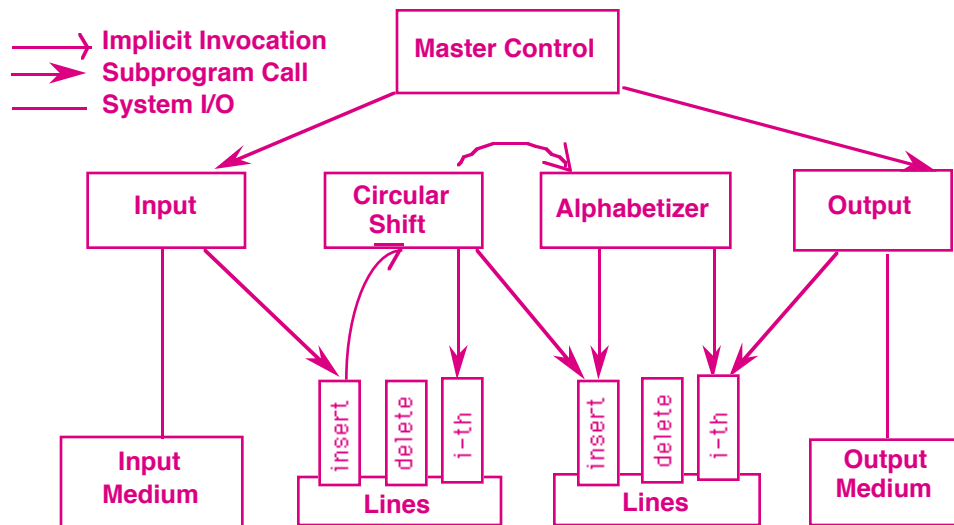 Implicit Invocation
Subprogram Call
System I/O
Master Control
Input
Circular
Shift
Alphabetizer
Output
insert
delete
i-th
insert
delete
i-th
Input
Medium
Lines
Lines
Output
Medium